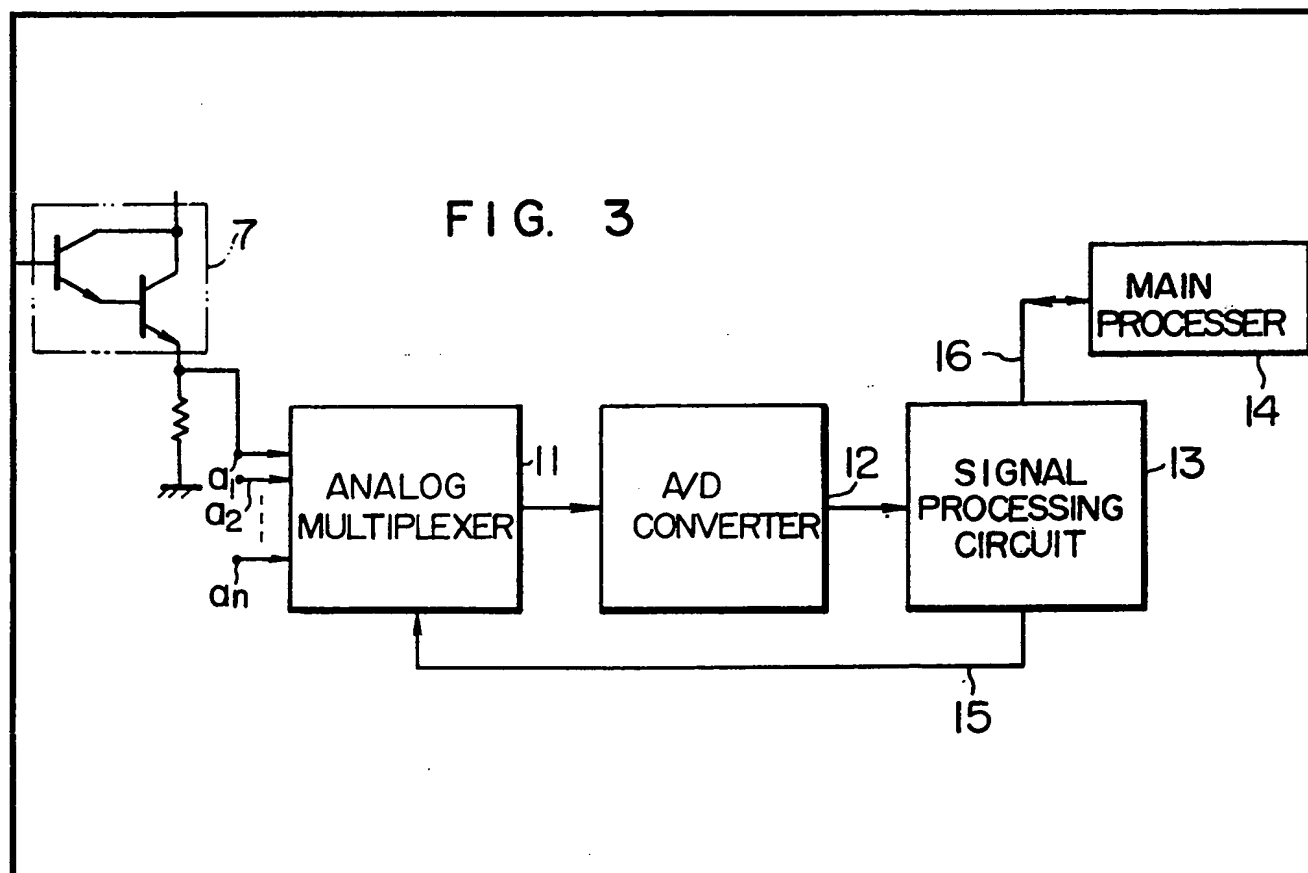 FIG. 3
7
MAIN
PROCESSER
14
16
a1
a2
an
ANALOG
MULTIPLEXER
11
A/D
CONVERTER
12
SIGNAL
PROCESSING
CIRCUIT
13
15